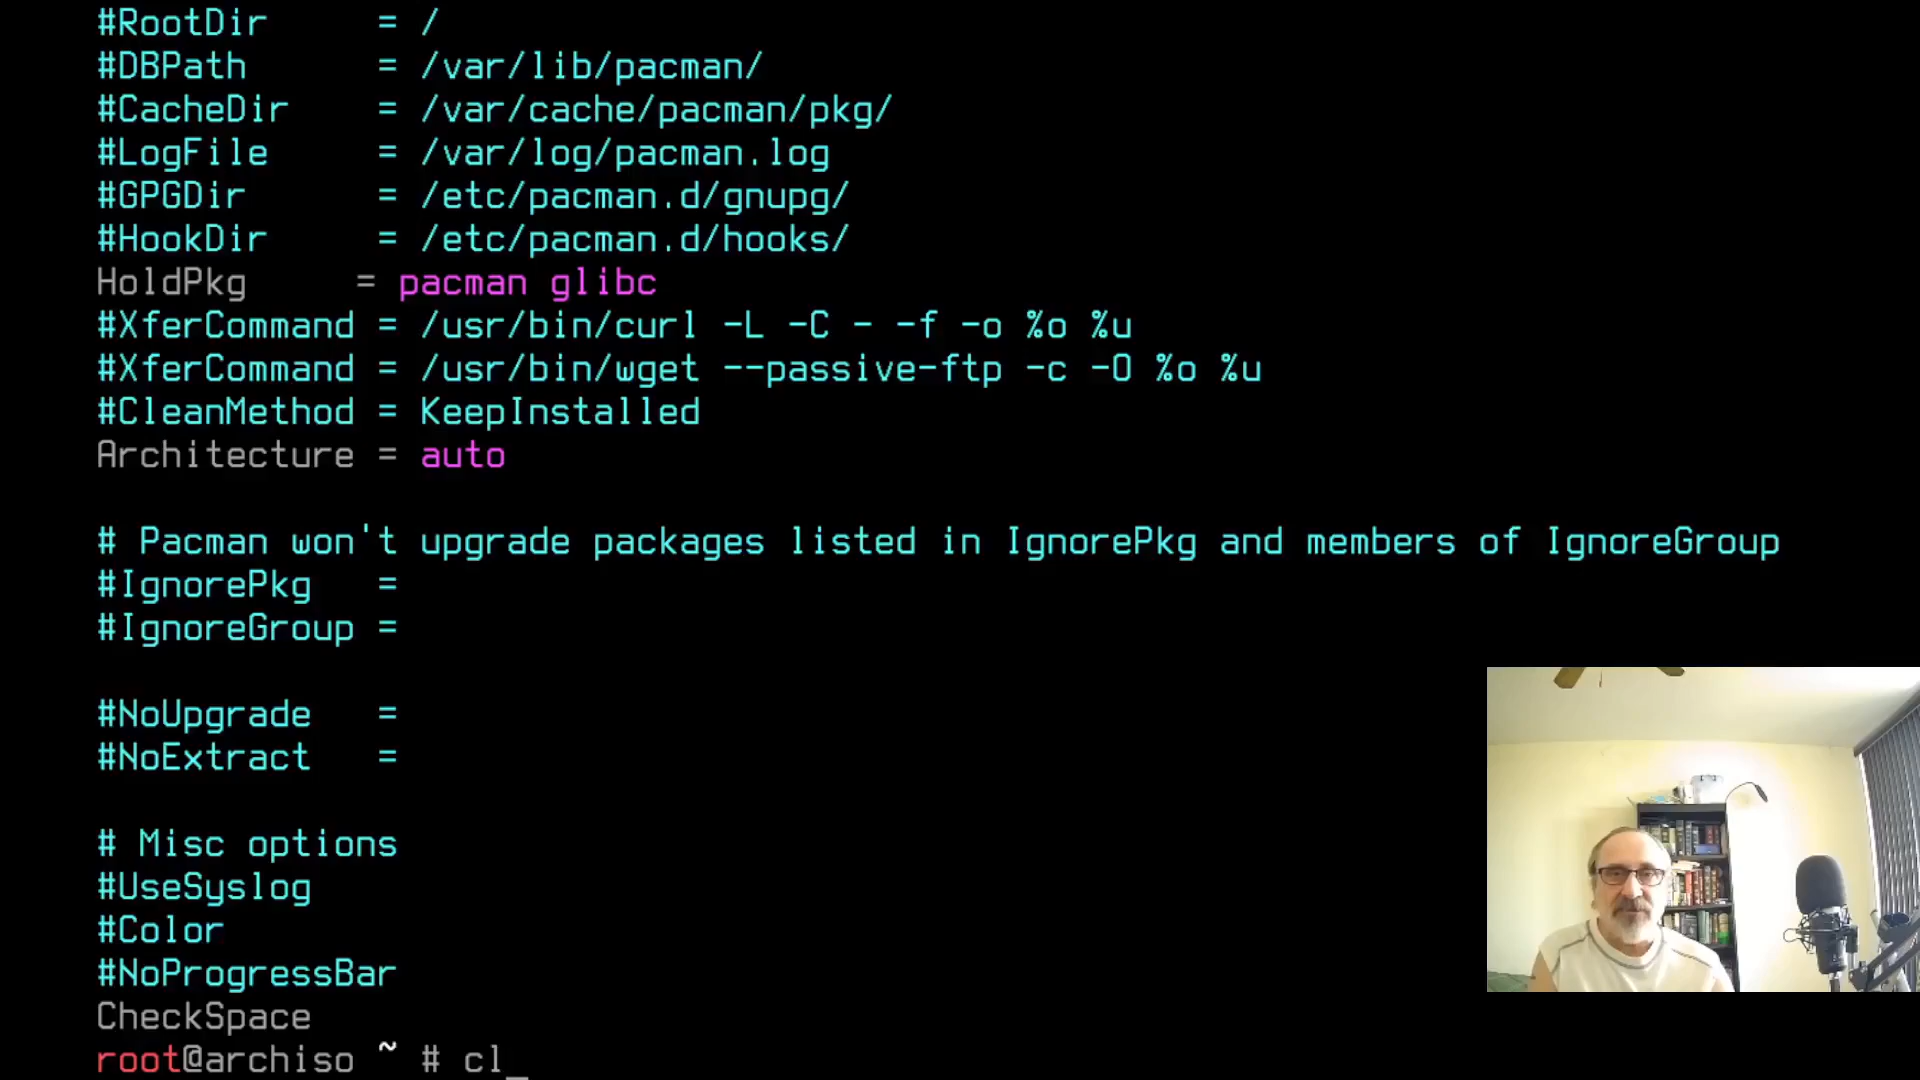 #RootDir     = /
#DBPath      = /var/lib/pacman/
#CacheDir    = /var/cache/pacman/pkg/
#LogFile     = /var/log/pacman.log
#GPGDir      = /etc/pacman.d/gnupg/
#HookDir     = /etc/pacman.d/hooks/
HoldPkg     = pacman glibc
#XferCommand = /usr/bin/curl -L -C - -f -o %o %u
#XferCommand = /usr/bin/wget --passive-ftp -c -O %o %u
#CleanMethod = KeepInstalled
Architecture = auto
# Pacman won't upgrade packages listed in IgnorePkg and members of IgnoreGroup
#IgnorePkg   =
#IgnoreGroup =
#NoUpgrade   =
#NoExtract   =
# Misc options
#UseSyslog
#Color
#NoProgressBar
CheckSpace
root@archiso ~ # cl_